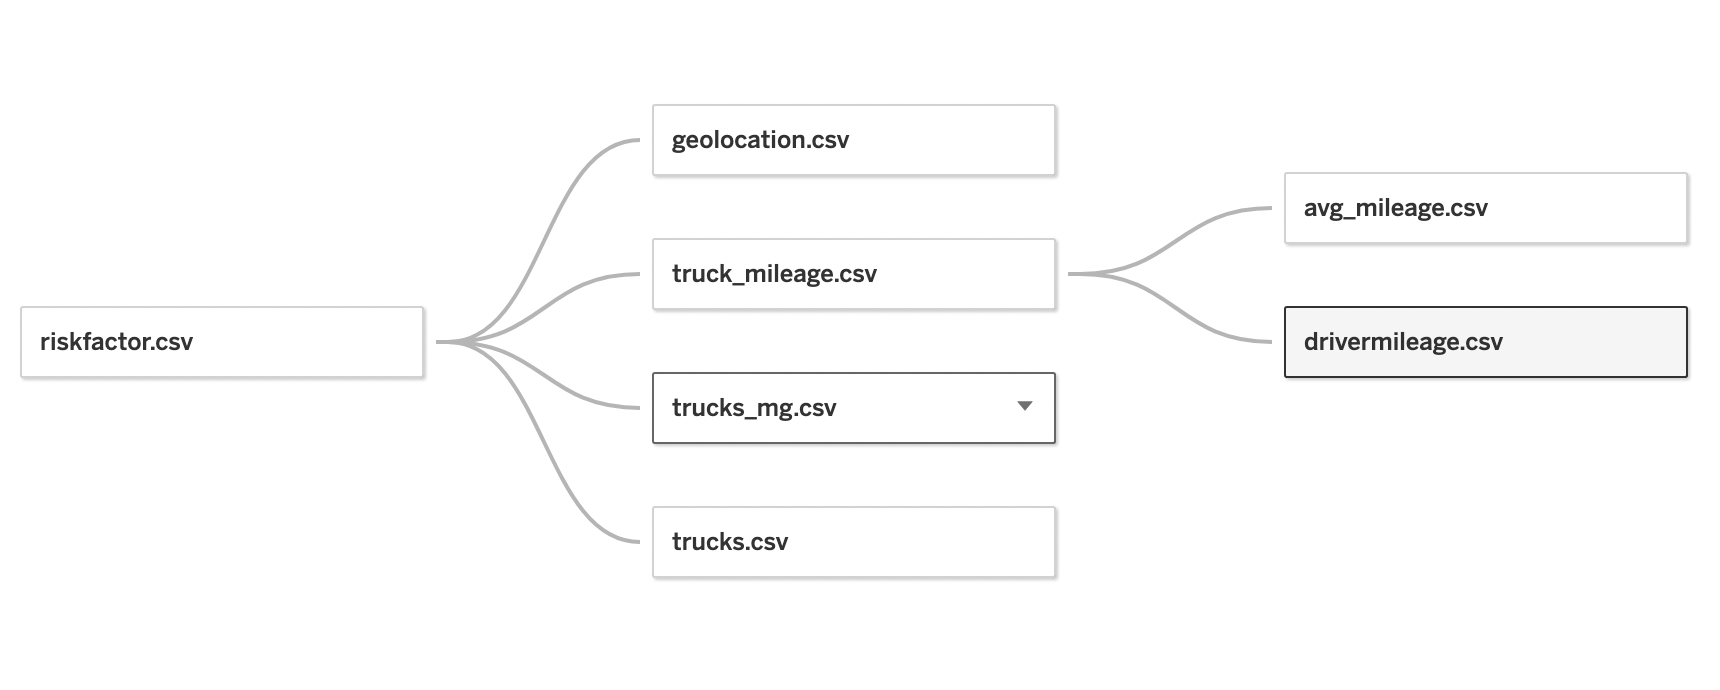 riskfactor.csv
geolocation.csv
truck_mileage.csv
trucks_mg.csv
trucks.csv
avg_mileage.csv
drivermileage.csv